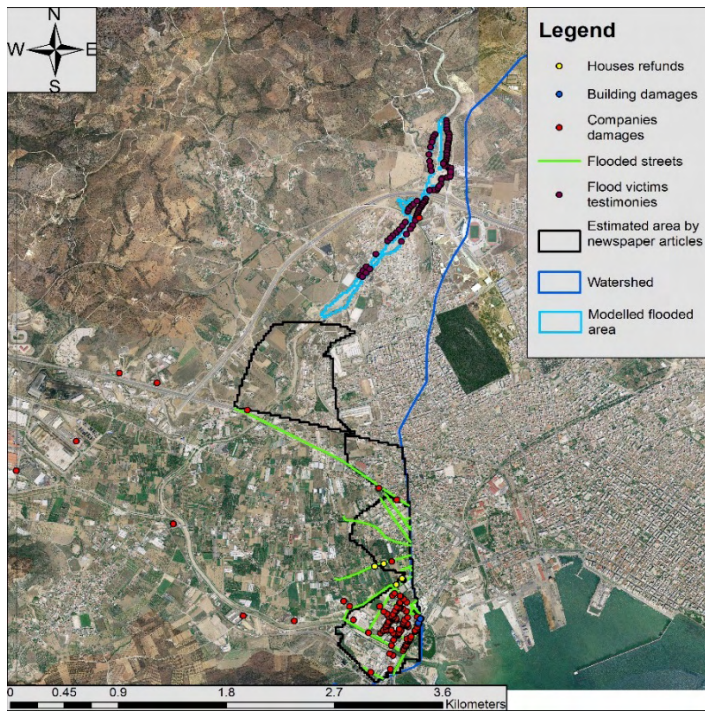 N
W E
S
Legend
Houses refunds
Building damages
Companies
damages
Flooded streets
Flood victims
testimonies
Estimated area by
newspaper articles
Watershed
Modelled flooded
area
0 0.45 0.9 1.8 2.7 3.6
Kilometers